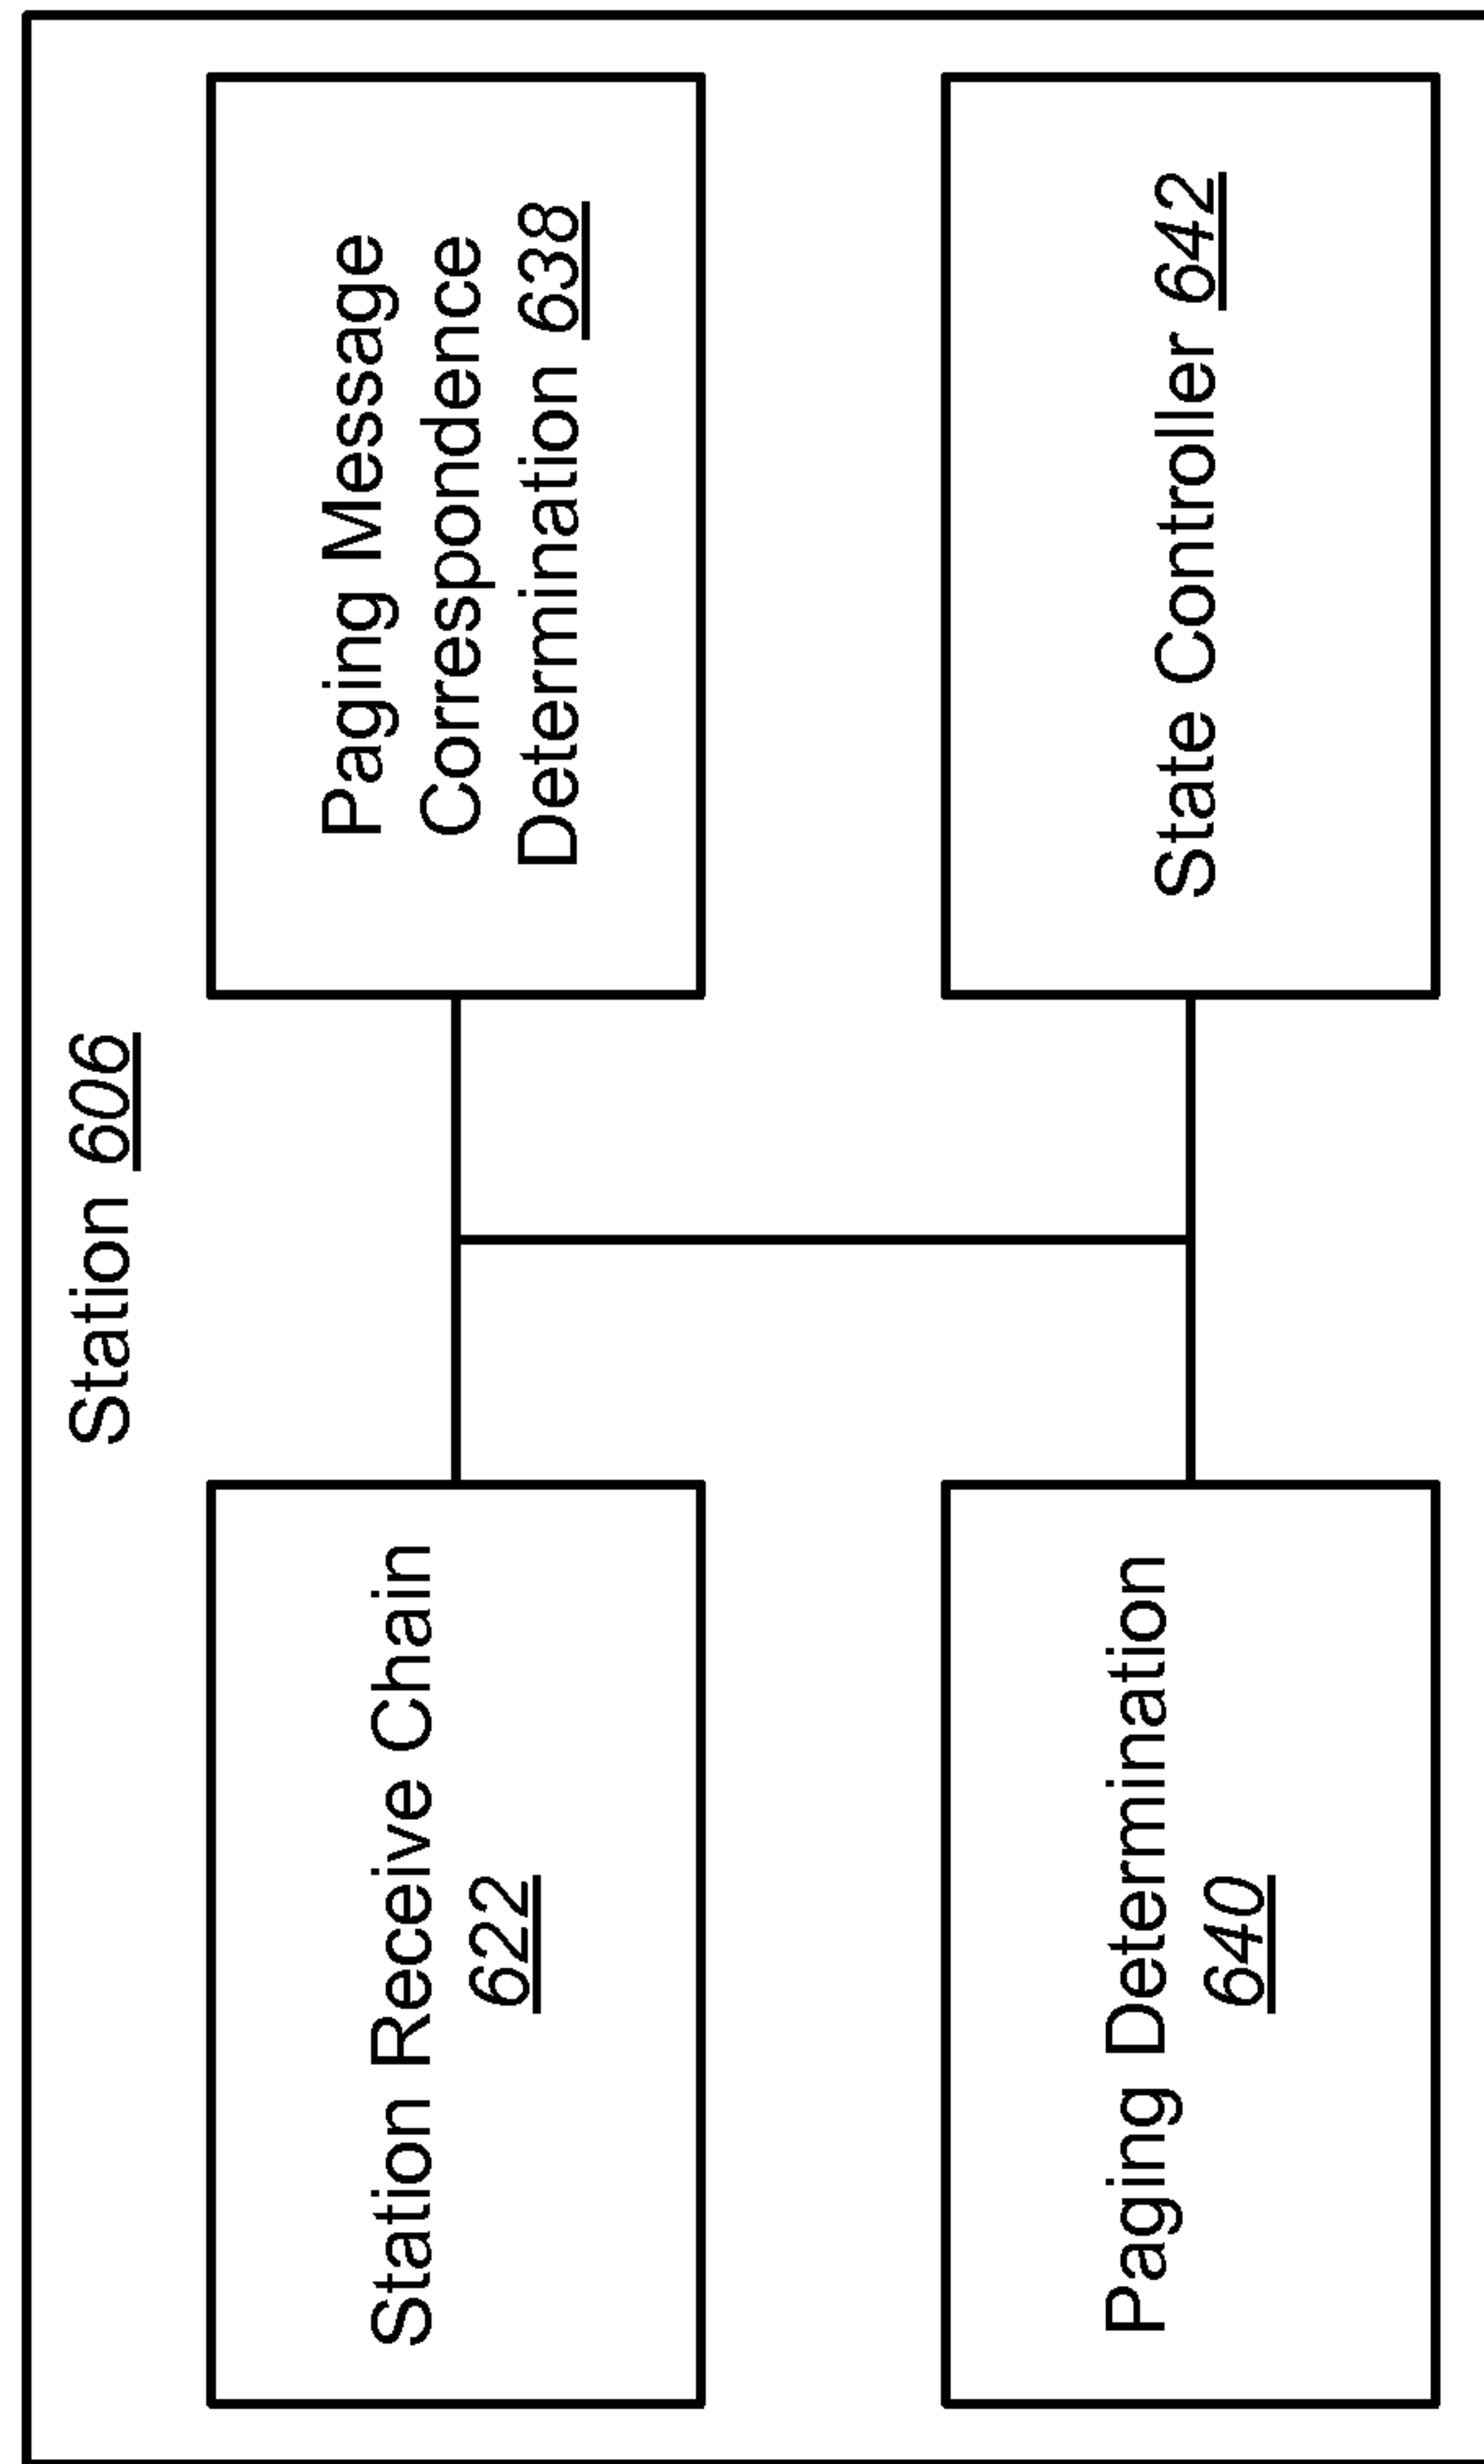 Station 606
Station Receive Chain
622
Paging Message
Correspondence
Determination 638
Paging Determination
640
State Controller 642